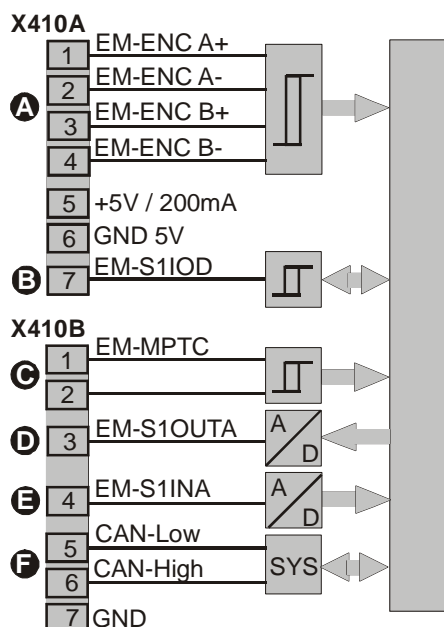 X410A
1 EM-ENC A+
2 EM-ENC A-
A
3 EM-ENC B+
4 EM-ENC B-
5 +5V / 200mA
6 GND 5V
B 7 EM-S1IOD
X410B
1 EM-MPTC
C
2
D 3 EM-S1OUTA A/D
E 4 EM-S1INA A/D
5 CAN-Low
F SYS
6 CAN-High
7 GND